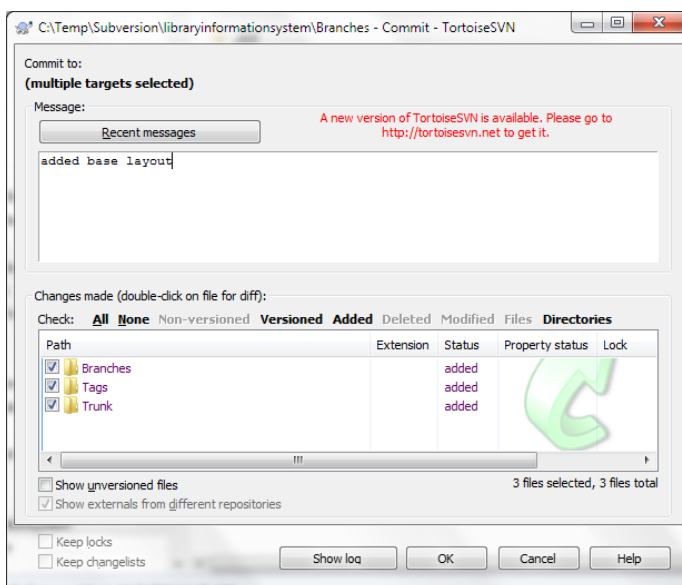 C:\Temp\Subversion\libraryinformationsystem\Branches - Commit - TortoiseSVN
Commit to:
(multiple targets selected)
Message:
Recent messages
A new version of TortoiseSVN is available. Please go to
http://tortoisesvn.net to get it.
added base layout
Changes made (double-click on file for diff):
Check: All None Non-versioned Versioned Added Deleted Modified Files Directories
Path Extension Status Property status Lock
Branches added
Tags added
Trunk added
Show unversioned files 3 files selected, 3 files total
Show externals from different repositories
Keep locks
Keep changelists
Show log OK Cancel Help